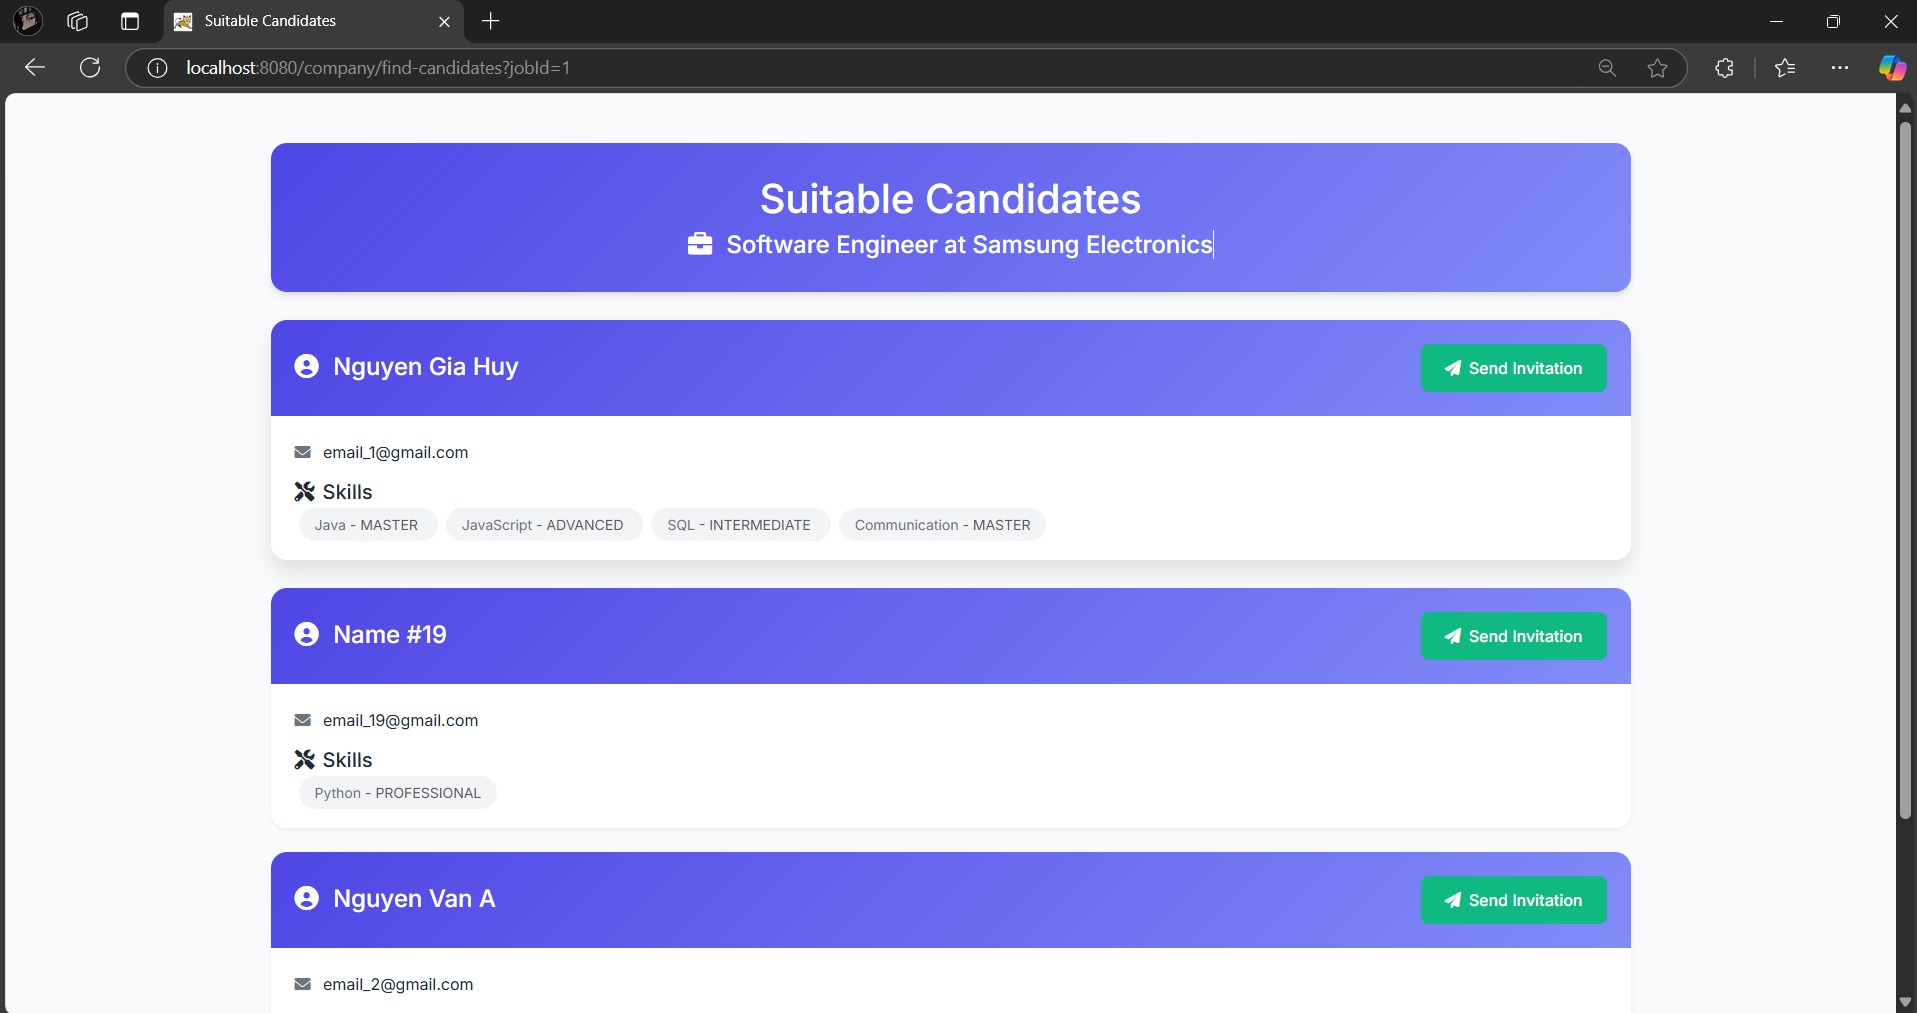 Suitable Candidates
localhost:8080/company/find-candidates?jobId=1
Suitable Candidates
Software Engineer at Samsung Electronics
Nguyen Gia Huy
Send Invitation
email_1@gmail.com
Skills
Java - MASTER JavaScript - ADVANCED SQL - INTERMEDIATE Communication - MASTER
Name #19
Send Invitation
email_19@gmail.com
Skills
Python - PROFESSIONAL
Nguyen Van A
Send Invitation
email_2@gmail.com